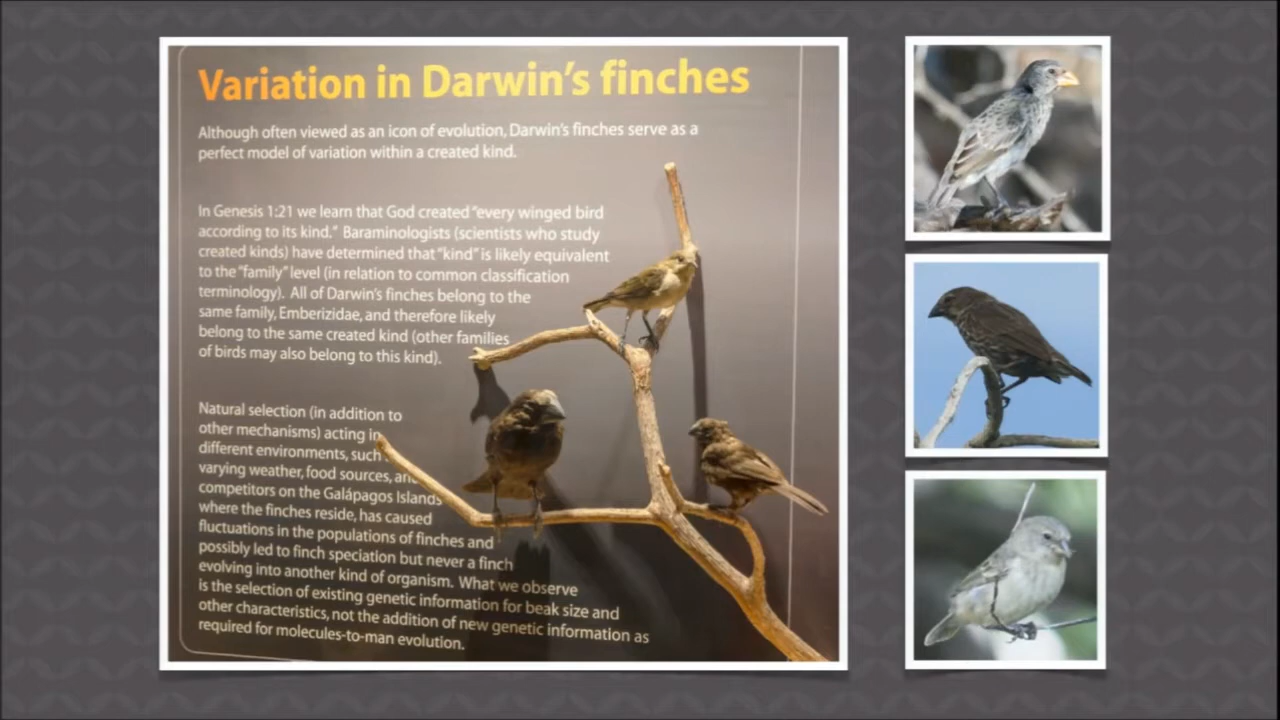 Variation in Darwin's finches
Although often viewed as an icon of evolution, Darwin's finches serve as a
perfect model of variation within a created kind.
In Genesis 1:21 we learn that God created "every winged bird
according to its kind." Baraminologists (scientists who study
created kinds) have determined that "kind" is likely equivalent
to the "family" level (in relation to common classification
terminology). All of Darwin's finches belong to the
same family, Emberizidae, and therefore likely
belong to the same created kind (other families
of birds may also belong to this kind).
Natural selection (in addition to
other mechanisms) acting in
different environments, such
varying weather, food sources, and
competitors on the Galápagos Islands
where the finches reside, has caused
fluctuations in the populations of finches and
possibly led to finch speciation but never a finch
evolving into another kind of organism. What we observe
is the selection of existing genetic information for beak size and
other characteristics, not the addition of new genetic information as
required for molecules-to-man evolution.